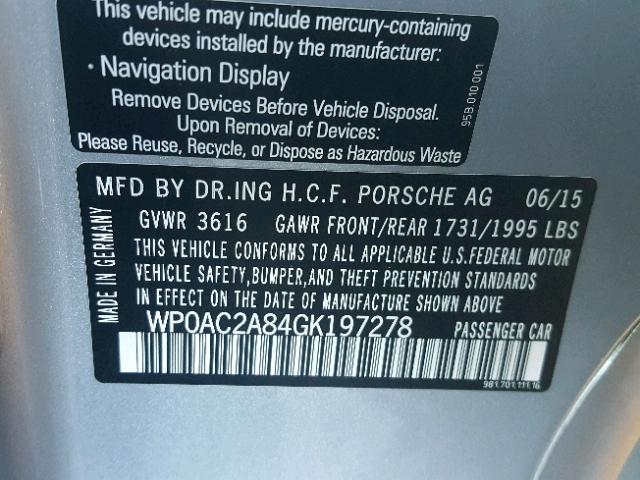 This vehicle may include mercury-containing
devices installed by the manufacturer:
· Navigation Display
Remove Devices Before Vehicle Disposal.
Upon Removal of Devices:
Please Reuse, Recycle, or Dispose as Hazardous Waste
95B 010 001
MFD BY DR.ING H.C.F. PORSCHE AG 06/15
GVWR 3616 GAWR FRONT/REAR 1731/1995 LBS
THIS VEHICLE CONFORMS TO ALL APPLICABLE U.S.FEDERAL MOTOR
VEHICLE SAFETY,BUMPER,AND THEFT PREVENTION STANDARDS
IN EFFECT ON THE DATE OF MANUFACTURE SHOWN ABOVE
WP0AC2A84GK197278 PASSENGER CAR
MADE IN GERMANY
981.701.111.16